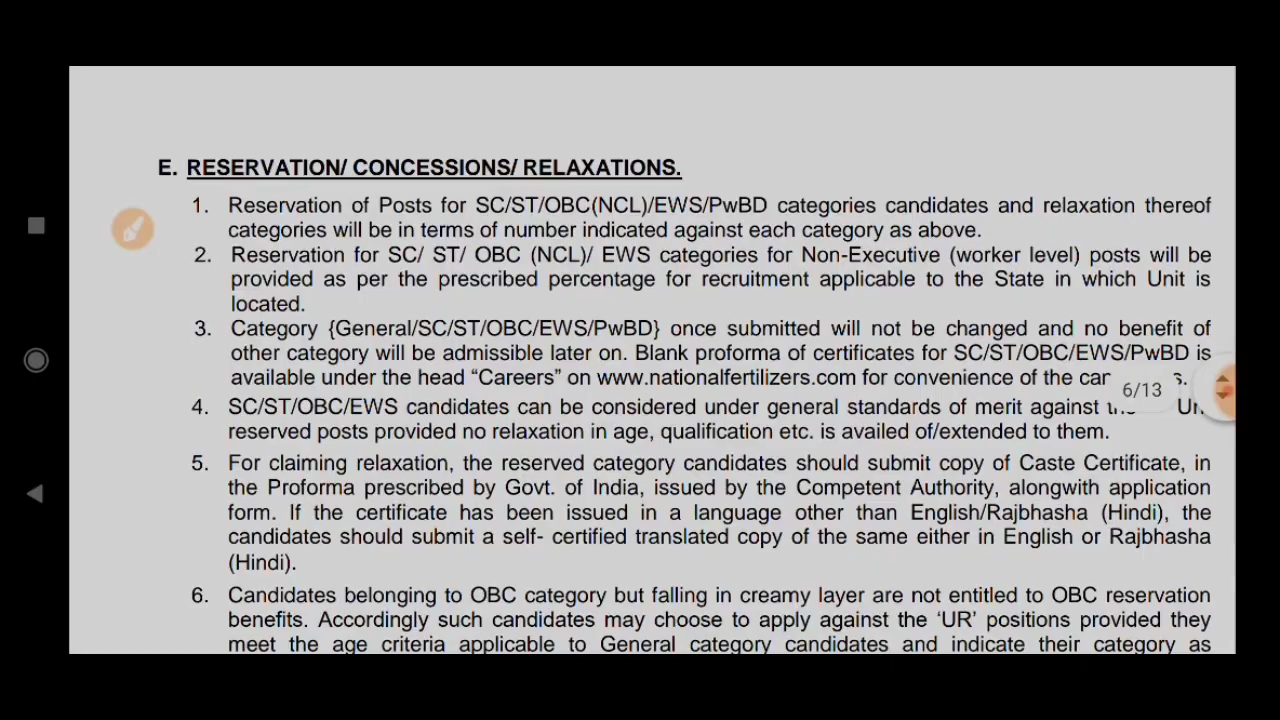 E. RESERVATION/ CONCESSIONS/ RELAXATIONS.
1. Reservation of Posts for SC/ST/OBC(NCL)/EWS/PwBD categories candidates and relaxation thereof
categories will be in terms of number indicated against each category as above.
2. Reservation for SC/ ST/ OBC (NCL)/ EWS categories for Non-Executive (worker level) posts will be
provided as per the prescribed percentage for recruitment applicable to the State in which Unit is
located.
3. Category {General/SC/ST/OBC/EWS/PwBD} once submitted will not be changed and no benefit of
other category will be admissible later on. Blank proforma of certificates for SC/ST/OBC/EWS/PwBD is
available under the head “Careers” on www.nationalfertilizers.com for convenience of the
6/13
4. SC/ST/OBC/EWS candidates can be considered under general standards of merit against
reserved posts provided no relaxation in age, qualification etc. is availed of/extended to them.
5. For claiming relaxation, the reserved category candidates should submit copy of Caste Certificate, in
the Proforma prescribed by Govt. of India, issued by the Competent Authority, alongwith application
form. If the certificate has been issued in a language other than English/Rajbhasha (Hindi), the
candidates should submit a self- certified translated copy of the same either in English or Rajbhasha
(Hindi).
6. Candidates belonging to OBC category but falling in creamy layer are not entitled to OBC reservation
benefits. Accordingly such candidates may choose to apply against the ‘UR’ positions provided they
meet the age criteria applicable to General category candidates and indicate their category as